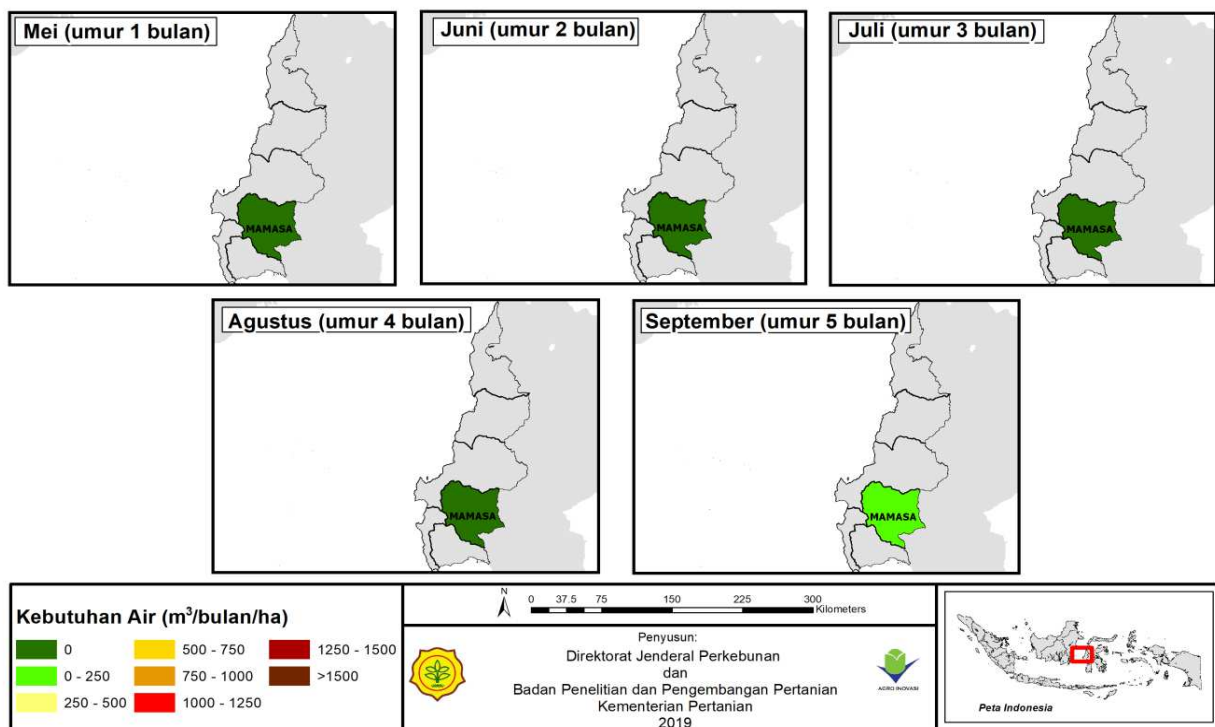 Mei (umur 1 bulan)
MAMASA
Juni (umur 2 bulan)
MAMASA
Juli (umur 3 bulan)
MAMASA
Agustus (umur 4 bulan)
MAMASA
September (umur 5 bulan)
MAMASA
Kebutuhan Air (m³/bulan/ha)
0
0 - 250
250 - 500
500 - 750
750 - 1000
1000 - 1250
1250 - 1500
>1500
N
0 37.5 75 150 225 300
Kilometers
Penyusun:
Direktorat Jenderal Perkebunan
dan
Badan Penelitian dan Pengembangan Pertanian
Kementerian Pertanian
2019
AGRO INOVASI
Peta Indonesia